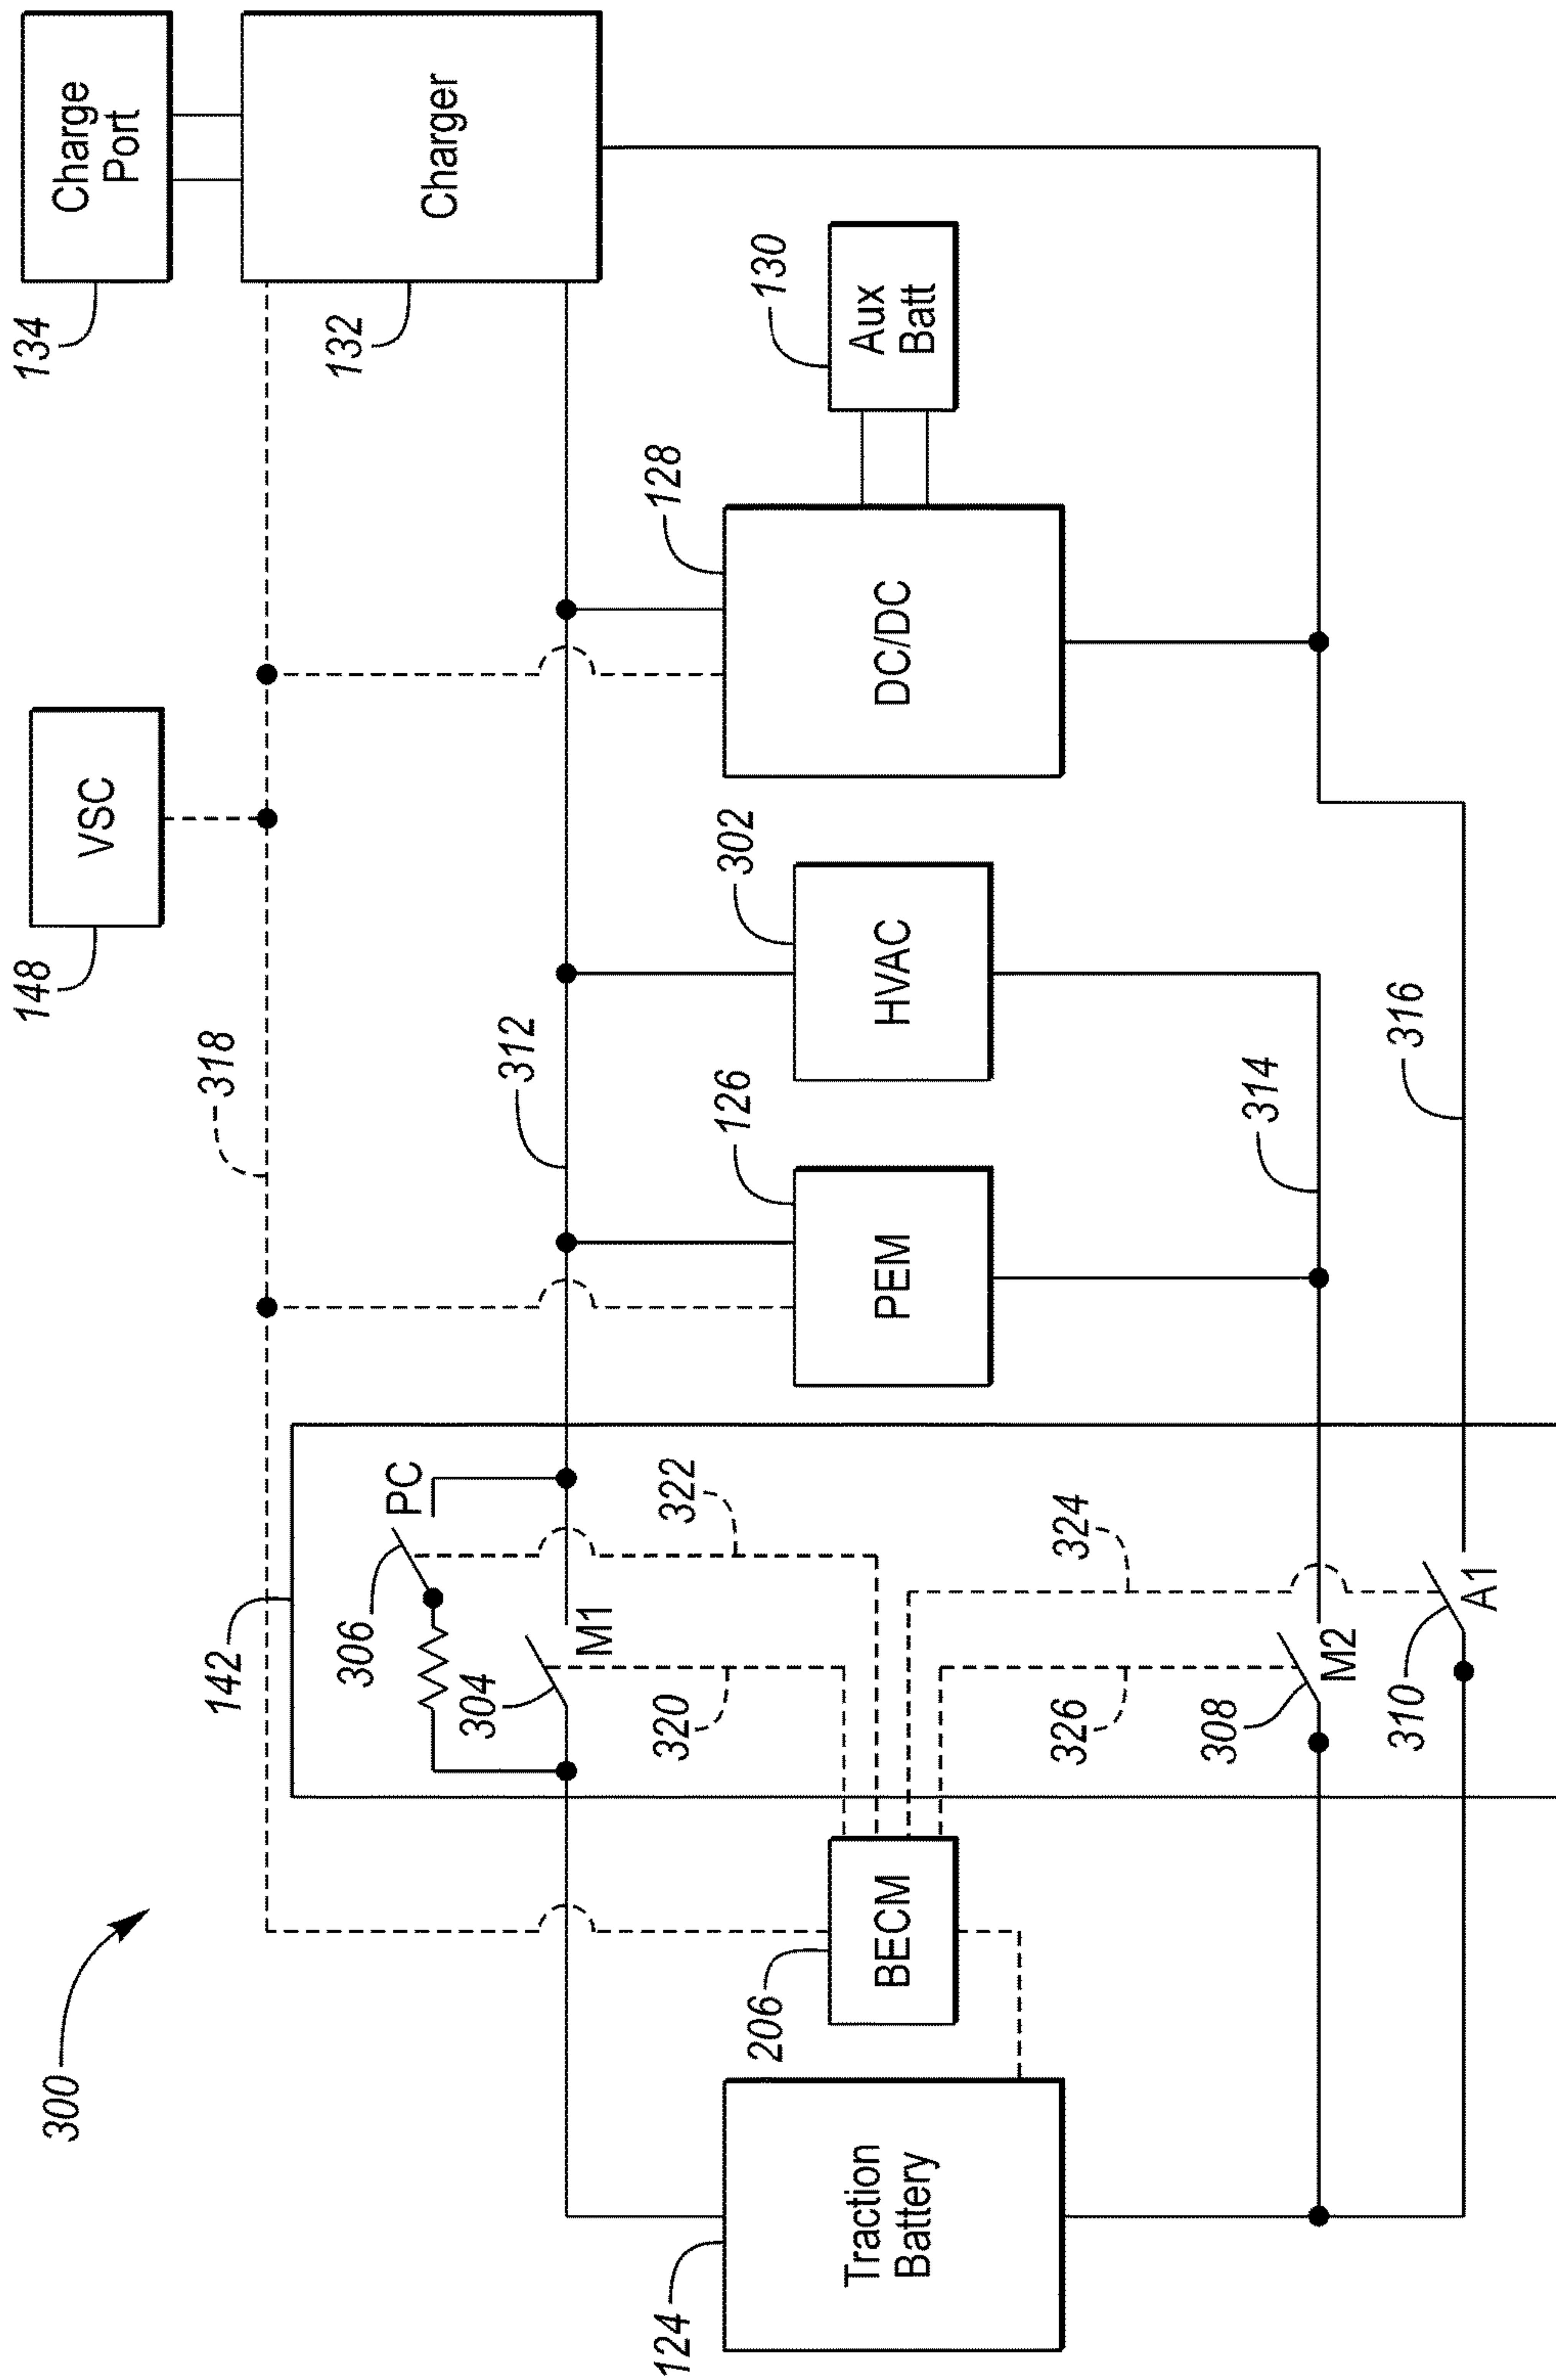 300
124
Traction
Battery
206
BECM
142
306
PC
304
M1
320
322
324
326
308
M2
310
A1
318
312
126
PEM
302
HVAC
314
316
148
VSC
128
DC/DC
130
Aux
Batt
132
Charger
134
Charge
Port